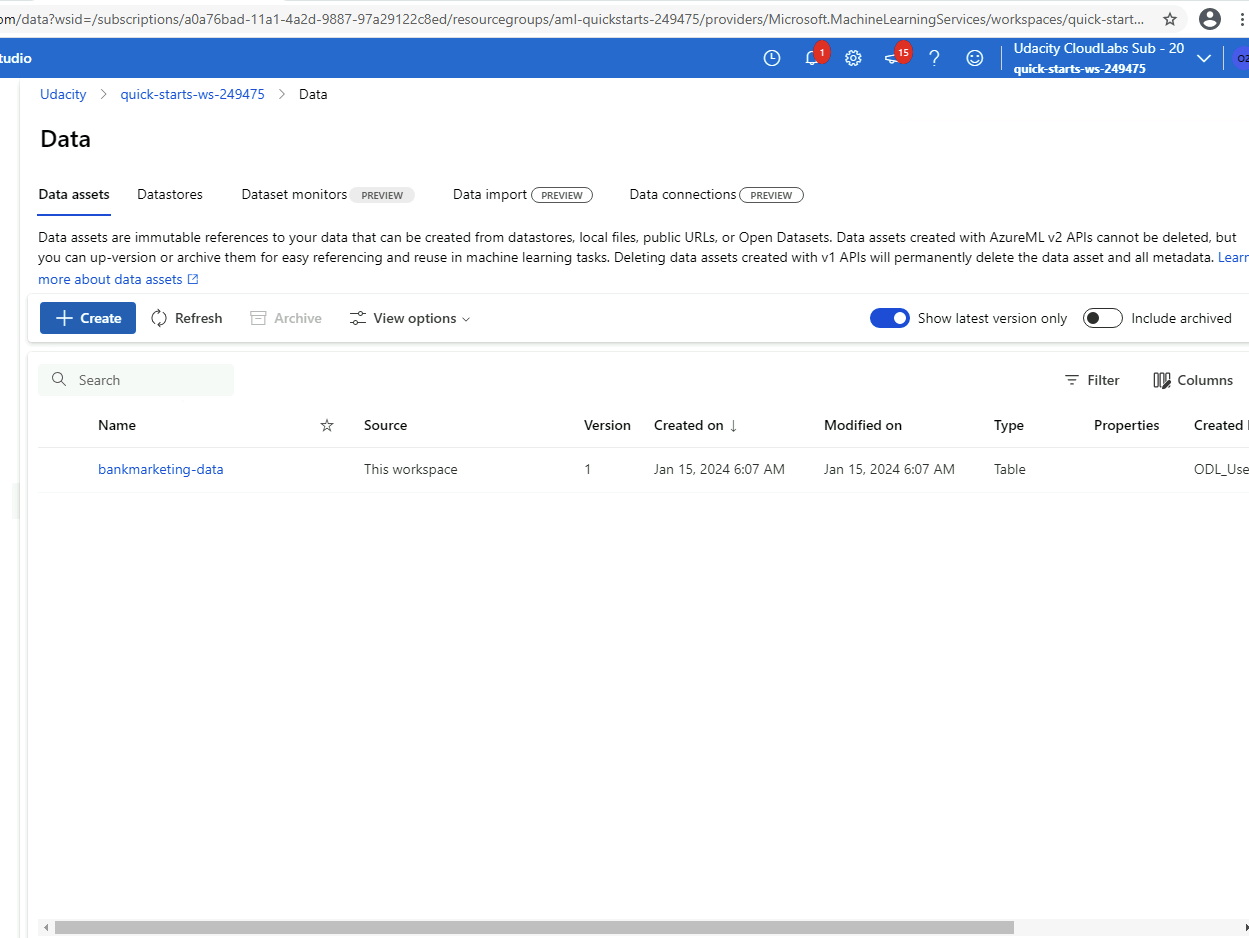 om/data?wsid=/subscriptions/a0a76bad-11a1-4a2d-9887-97a29122c8ed/resourcegroups/aml-quickstarts-249475/providers/Microsoft.MachineLearningServices/workspaces/quick-start...
tudio
1
15
Udacity CloudLabs Sub - 20
quick-starts-ws-249475
Udacity > quick-starts-ws-249475 > Data
Data
Data assets Datastores Dataset monitors PREVIEW Data import PREVIEW Data connections PREVIEW
Data assets are immutable references to your data that can be created from datastores, local files, public URLs, or Open Datasets. Data assets created with AzureML v2 APIs cannot be deleted, but
you can up-version or archive them for easy referencing and reuse in machine learning tasks. Deleting data assets created with v1 APIs will permanently delete the data asset and all metadata. Learn
more about data assets
+ Create Refresh Archive View options Show latest version only Include archived
Search Filter Columns
Name Source Version Created on ↓ Modified on Type Properties Created
bankmarketing-data This workspace 1 Jan 15, 2024 6:07 AM Jan 15, 2024 6:07 AM Table ODL_Use